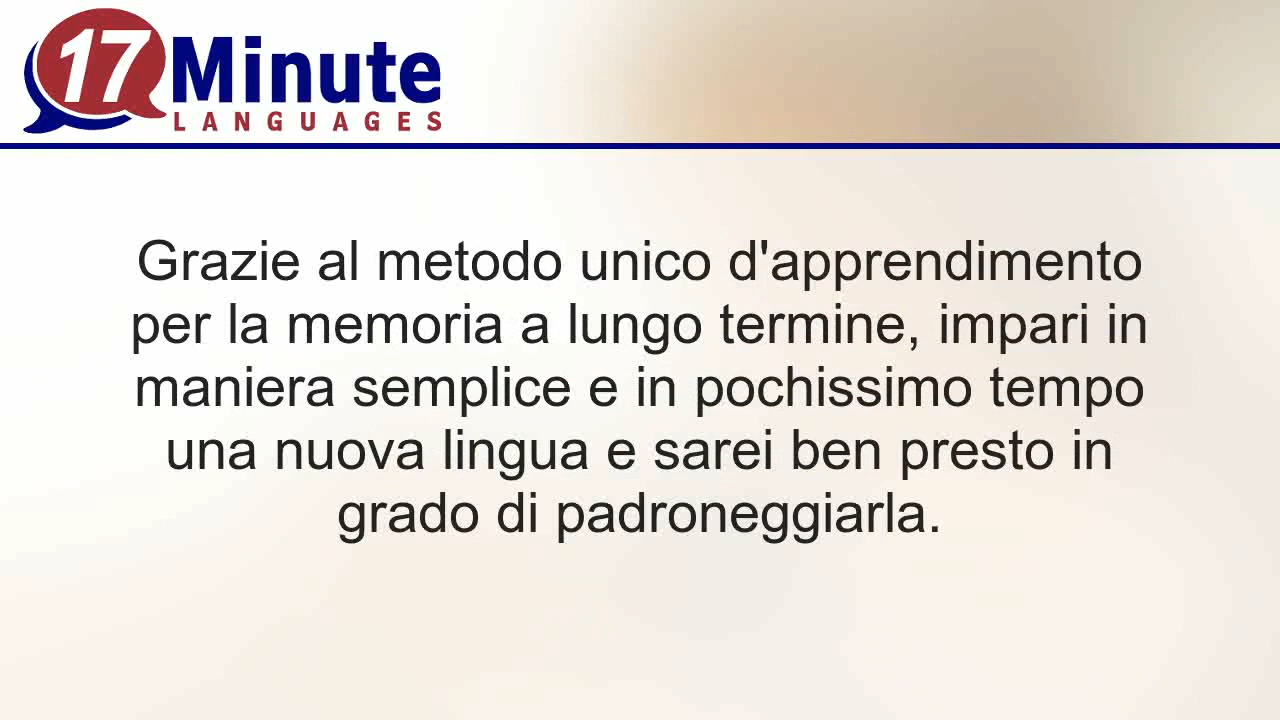 17 Minute
LANGUAGES
Grazie al metodo unico d'apprendimento
per la memoria a lungo termine, impari in
maniera semplice e in pochissimo tempo
una nuova lingua e sarei ben presto in
grado di padroneggiarla.